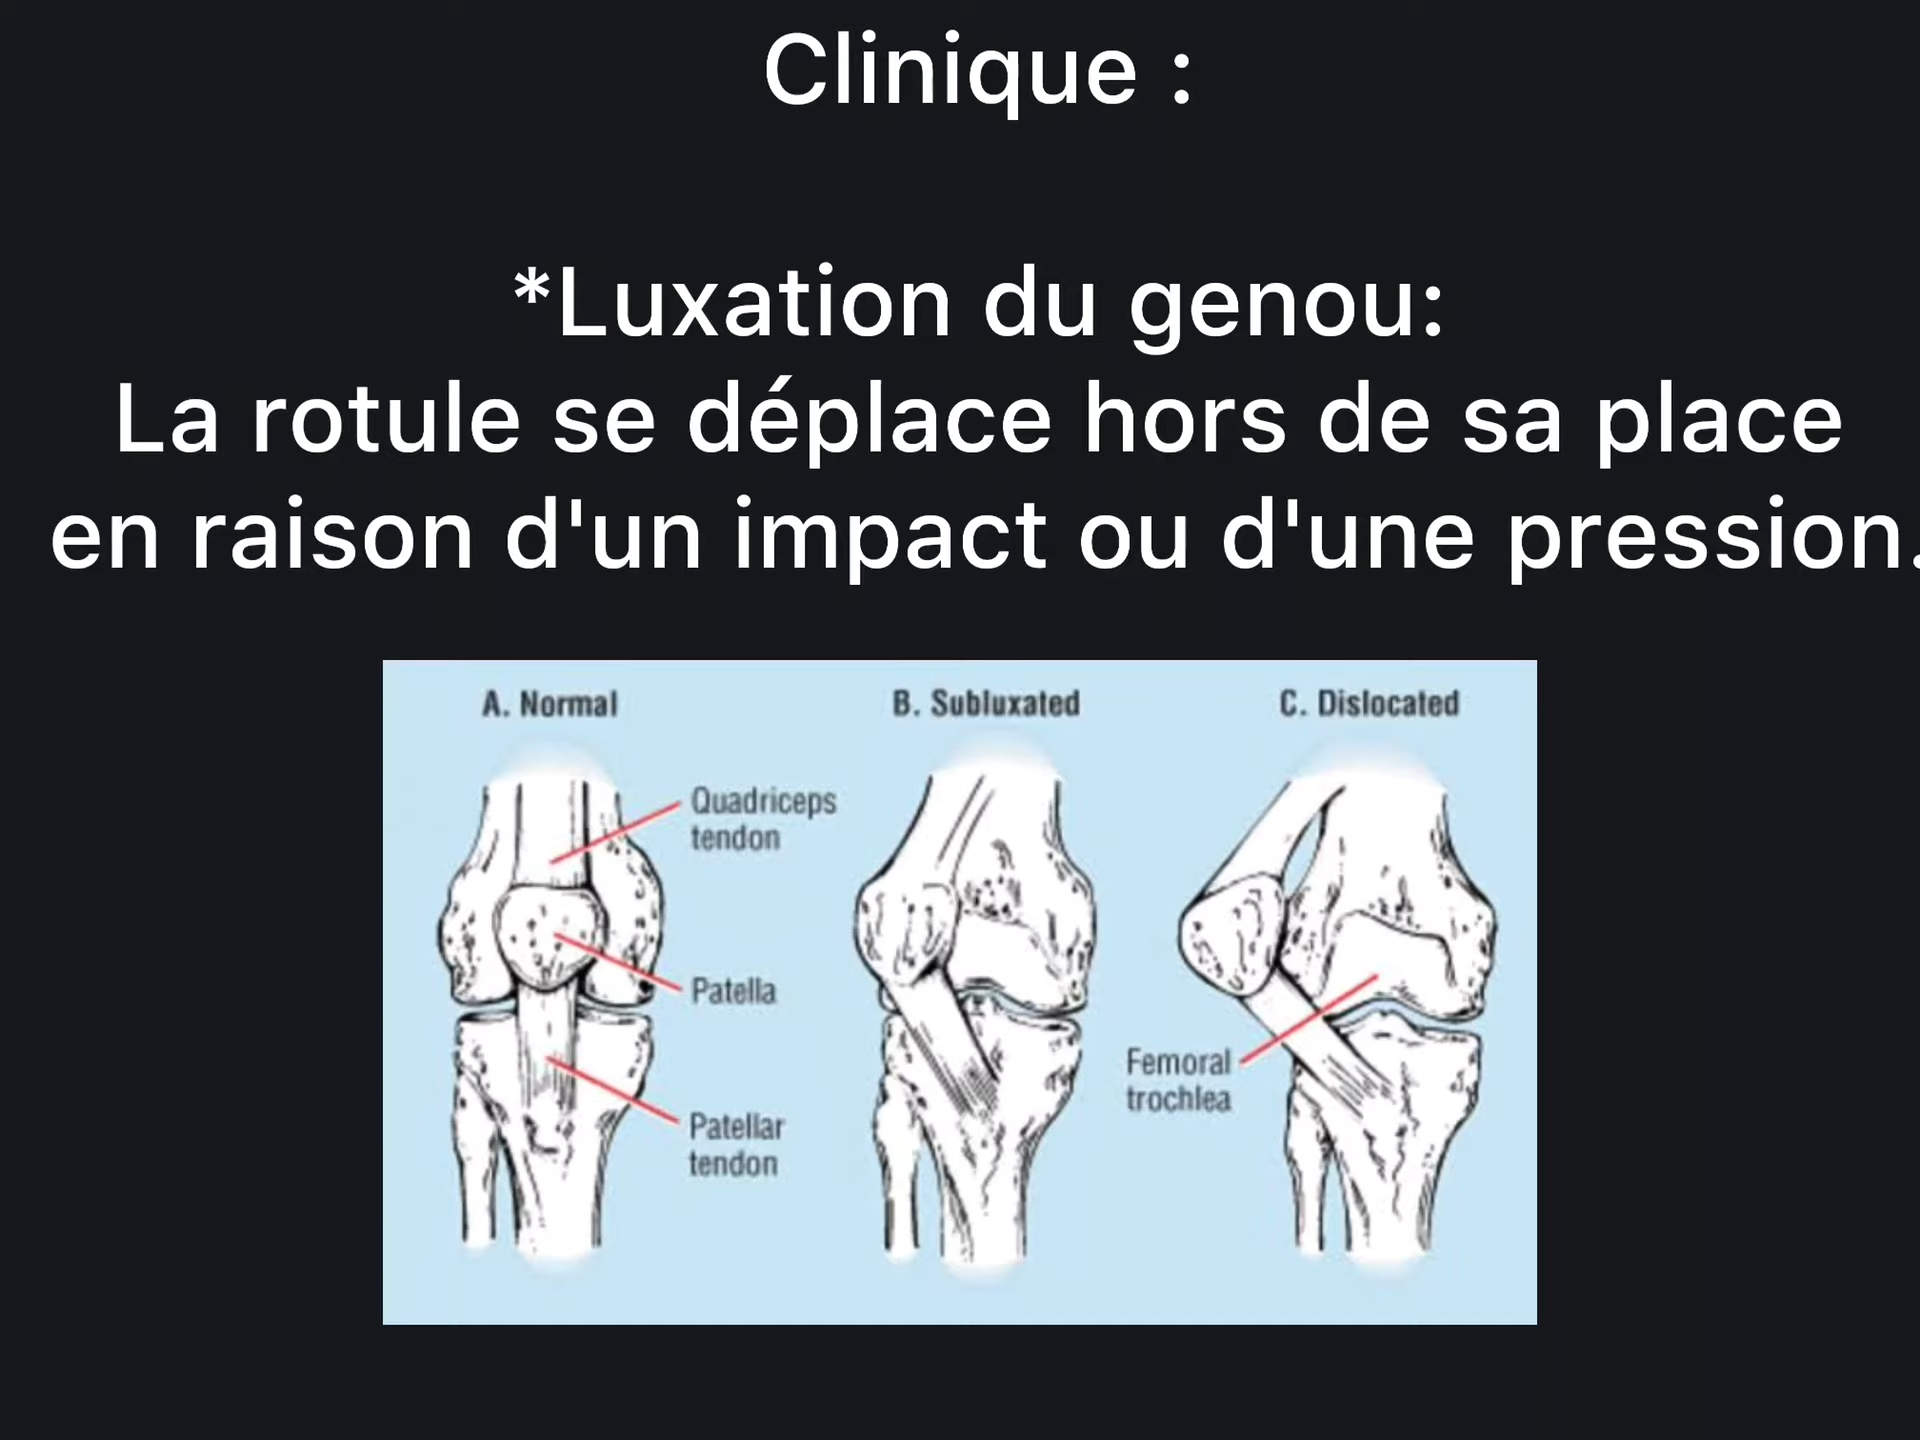 Clinique :
*Luxation du genou:
La rotule se déplace hors de sa place
en raison d'un impact ou d'une pression.
A. Normal
B. Subluxated
C. Dislocated
Quadriceps
tendon
Patella
Patellar
tendon
Femoral
trochlea